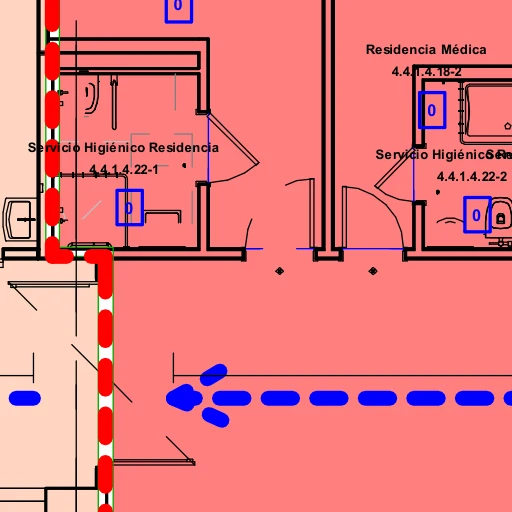 0
Residencia Médica
4.4.1.4.18-2
0
Servicio Higiénico Residencia
4.4.1.4.22-1
Servicio Higiénico
4.4.1.4.22-2
0
0